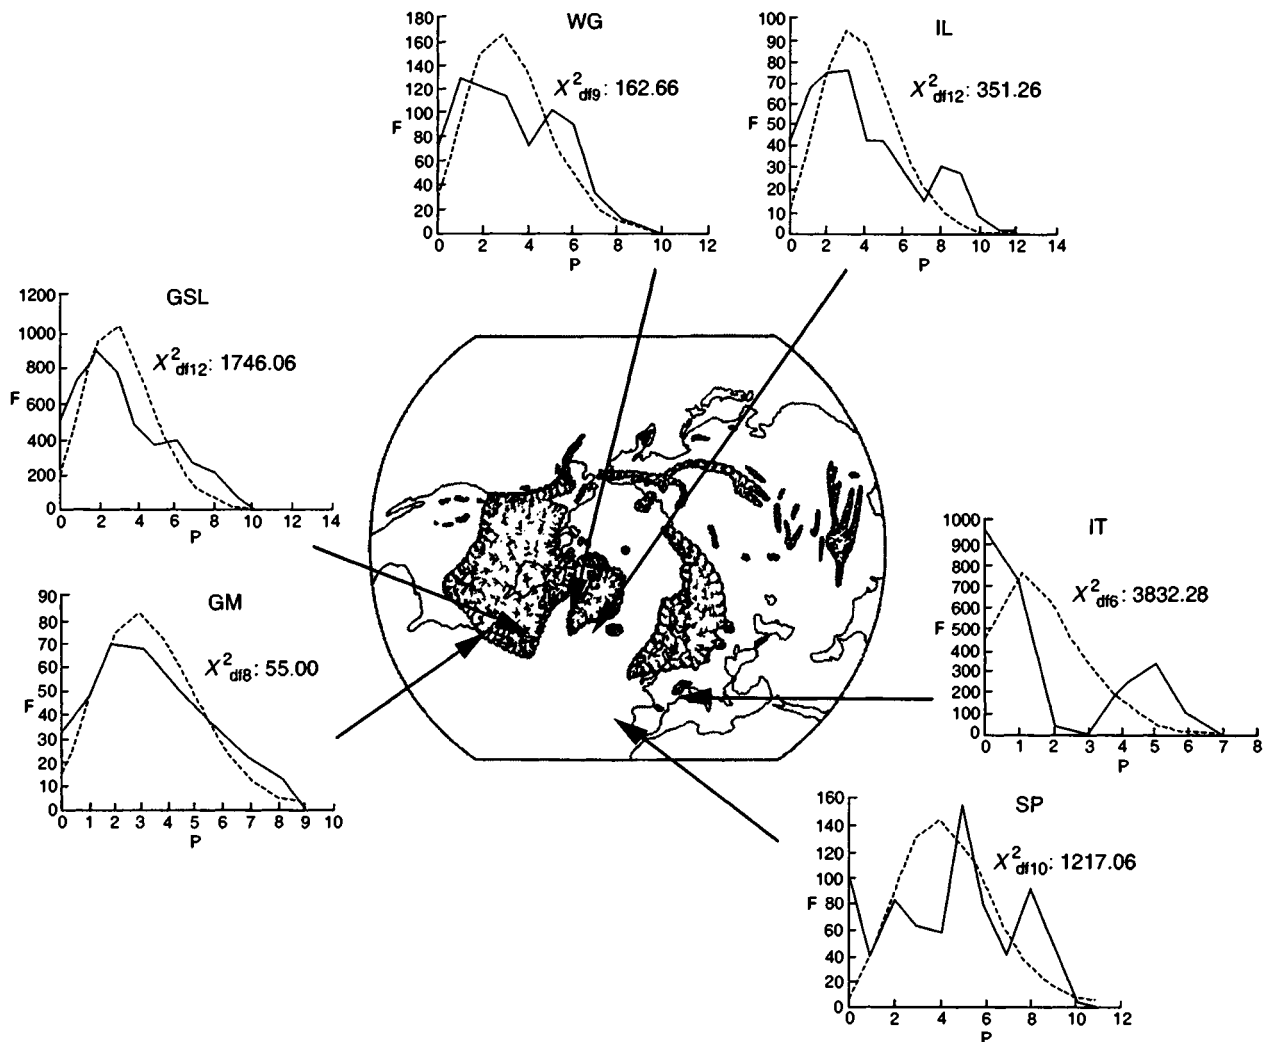 WG
X²df9: 162.66
180
160
140
120
100
80
60
40
20
0
F
0 2 4 6 8 10 12
P
IL
X²df12: 351.26
100
90
80
70
60
50
40
30
20
10
0
F
0 2 4 6 8 10 12 14
P
GSL
X²df12: 1746.06
1200
1000
800
600
400
200
0
F
0 2 4 6 8 10 12 14
P
GM
X²df8: 55.00
90
80
70
60
50
40
30
20
10
0
F
0 1 2 3 4 5 6 7 8 9 10
P
IT
X²df6: 3832.28
1000
900
800
700
600
500
400
300
200
100
0
F
0 1 2 3 4 5 6 7 8
P
SP
X²df10: 1217.06
160
140
120
100
80
60
40
20
0
F
0 2 4 6 8 10 12
P